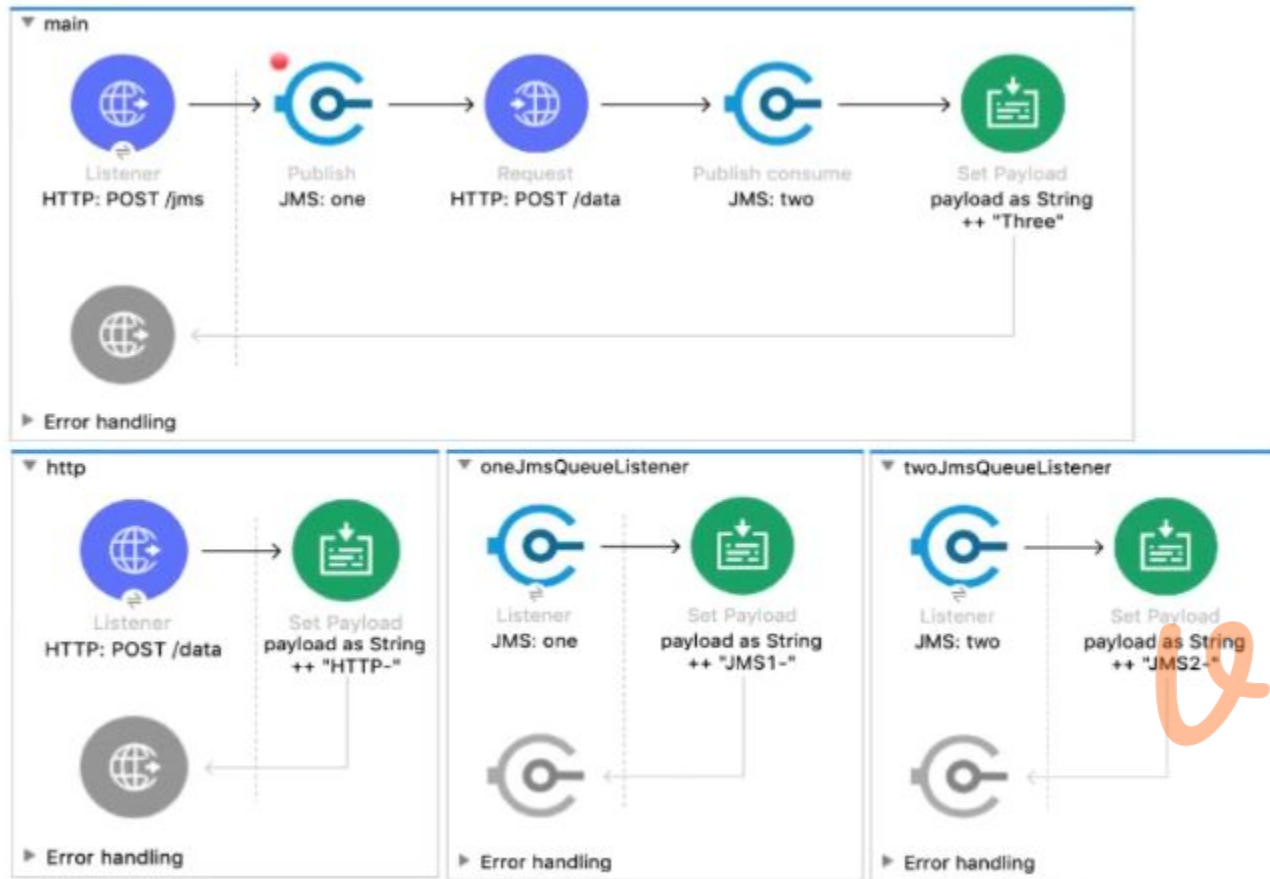 main
Listener
HTTP: POST /jms
Publish
JMS: one
Request
HTTP: POST /data
Publish consume
JMS: two
Set Payload
payload as String
++ "Three"
Error handling
http
Listener
HTTP: POST /data
Set Payload
payload as String
++ "HTTP-"
Error handling
oneJmsQueueListener
Listener
JMS: one
Set Payload
payload as String
++ "JMS1-"
Error handling
twoJmsQueueListener
Listener
JMS: two
Set Payload
payload as String
++ "JMS2-"
Error handling